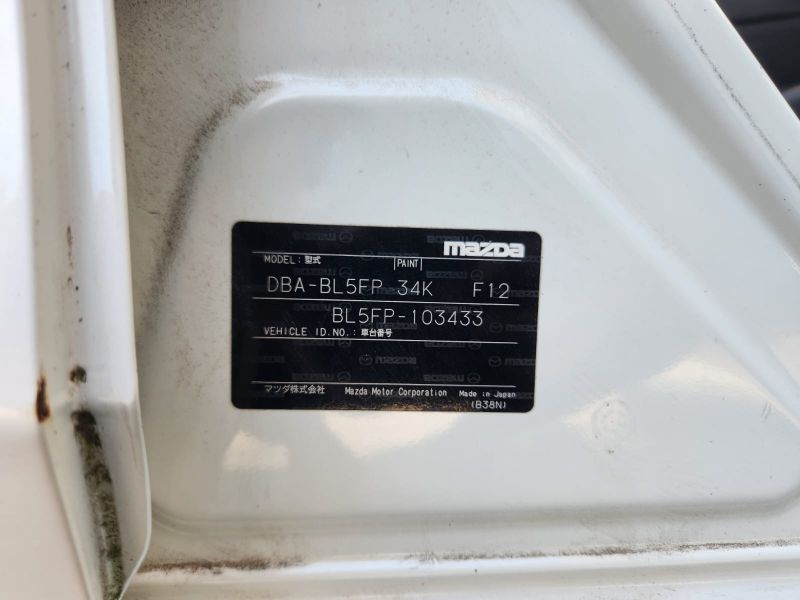 mazda
MODEL: 型式 PAINT
DBA-BL5FP 34K F12
BL5FP-103433
VEHICLE ID.NO.: 車台番号
マツダ株式会社 Mazda Motor Corporation Made in Japan
(B38N)